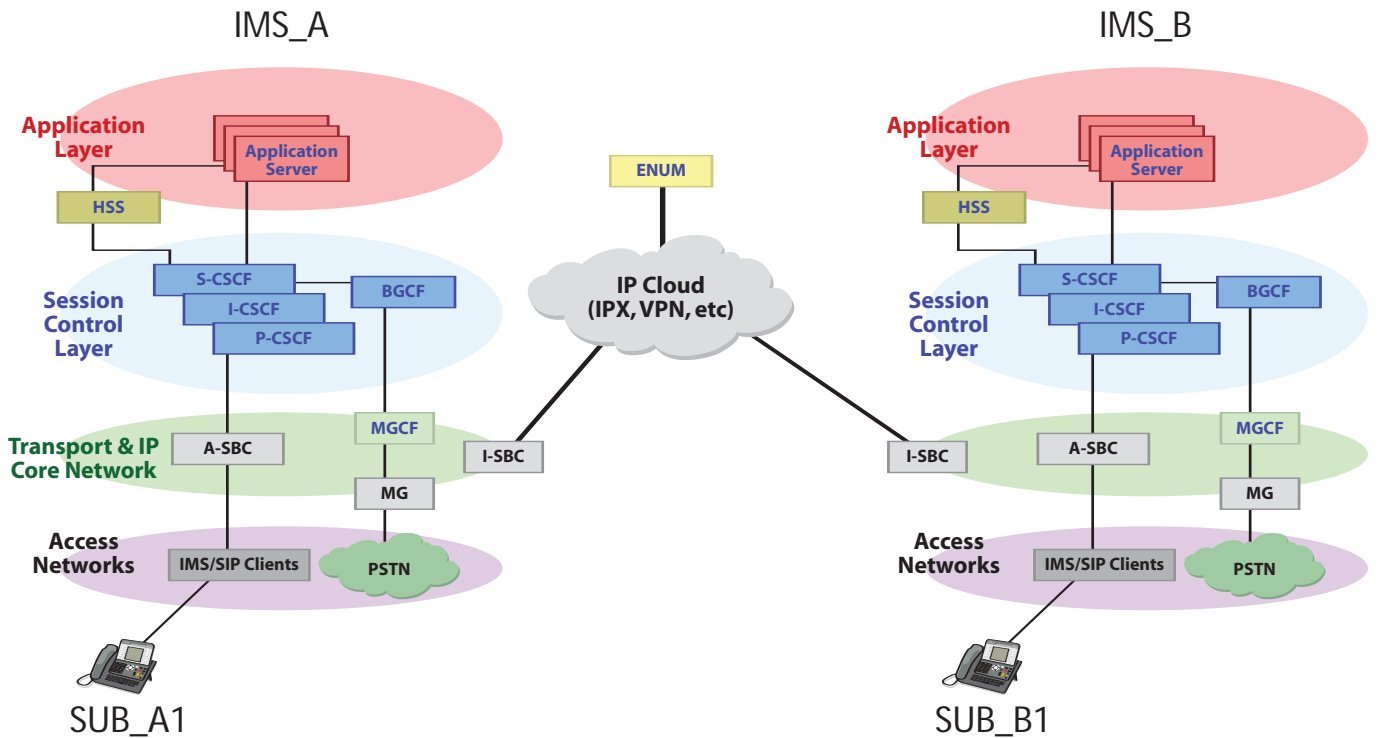 IMS_A
IMS_B
Application
Layer
Application
Server
HSS
ENUM
Application
Layer
Application
Server
HSS
Session
Control
Layer
S-CSCF
I-CSCF
P-CSCF
BGCF
IP Cloud
(IPX, VPN, etc)
Session
Control
Layer
S-CSCF
I-CSCF
P-CSCF
BGCF
Transport & IP
Core Network
A-SBC
MGCF
MG
I-SBC
I-SBC
A-SBC
MGCF
MG
Access
Networks
IMS/SIP Clients
PSTN
Access
Networks
IMS/SIP Clients
PSTN
SUB_A1
SUB_B1